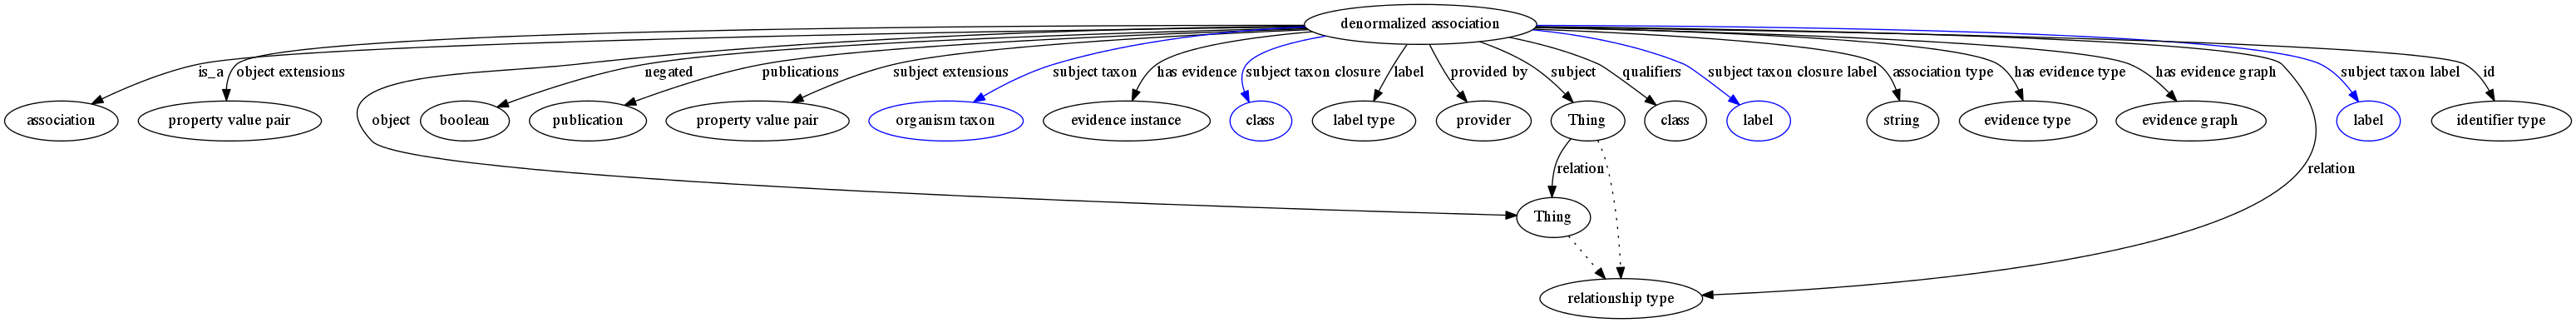 denormalized association
is_a
object extensions
negated
publications
subject extensions
subject taxon
has evidence
subject taxon closure
label
provided by
subject
qualifiers
subject taxon closure label
association type
has evidence type
has evidence graph
subject taxon label
id
association
property value pair
object
boolean
publication
property value pair
organism taxon
evidence instance
class
label type
provider
Thing
class
label
string
evidence type
evidence graph
label
identifier type
relation
relation
Thing
relationship type